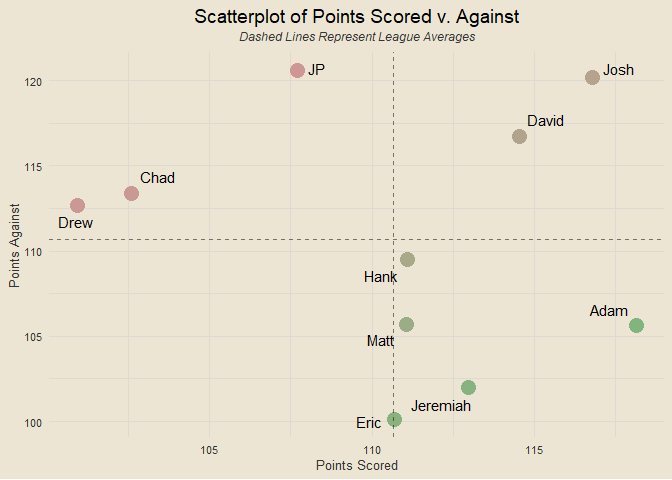 Scatterplot of Points Scored v. Against
Dashed Lines Represent League Averages
120
115
110
105
100
Points Against
JP
Josh
David
Chad
Drew
Hank
Adam
Matt
Jeremiah
Eric
105
110
115
Points Scored